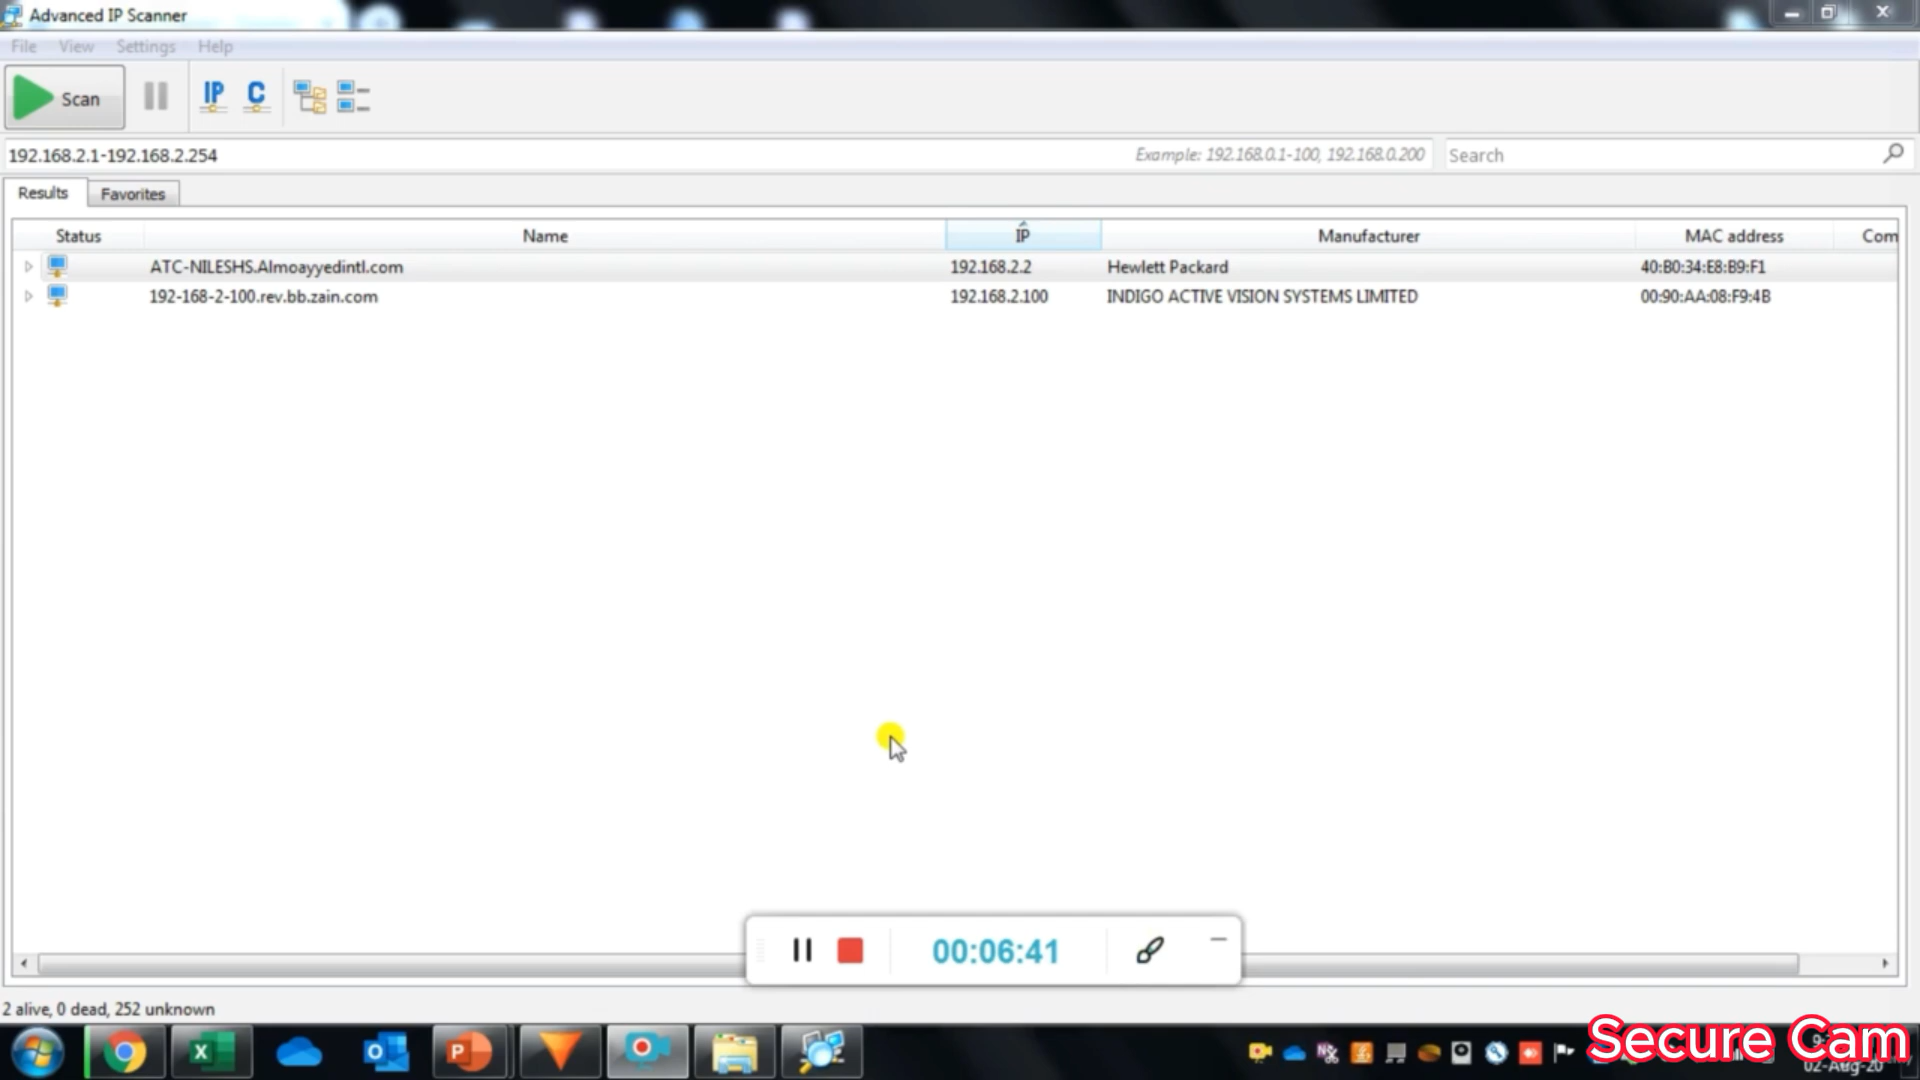 Advanced IP Scanner
File View Settings Help
Scan IP C
192.168.2.1-192.168.2.254 Example: 192.168.0.1-100, 192.168.0.200 Search
Results Favorites
Status Name IP Manufacturer MAC address Com
ATC-NILESHS.Almoayyedintl.com 192.168.2.2 Hewlett Packard 40:B0:34:E8:B9:F1
192-168-2-100.rev.bb.zain.com 192.168.2.100 INDIGO ACTIVE VISION SYSTEMS LIMITED 00:90:AA:08:F9:4B
00:06:41
2 alive, 0 dead, 252 unknown
Secure Cam
02-Aug-20